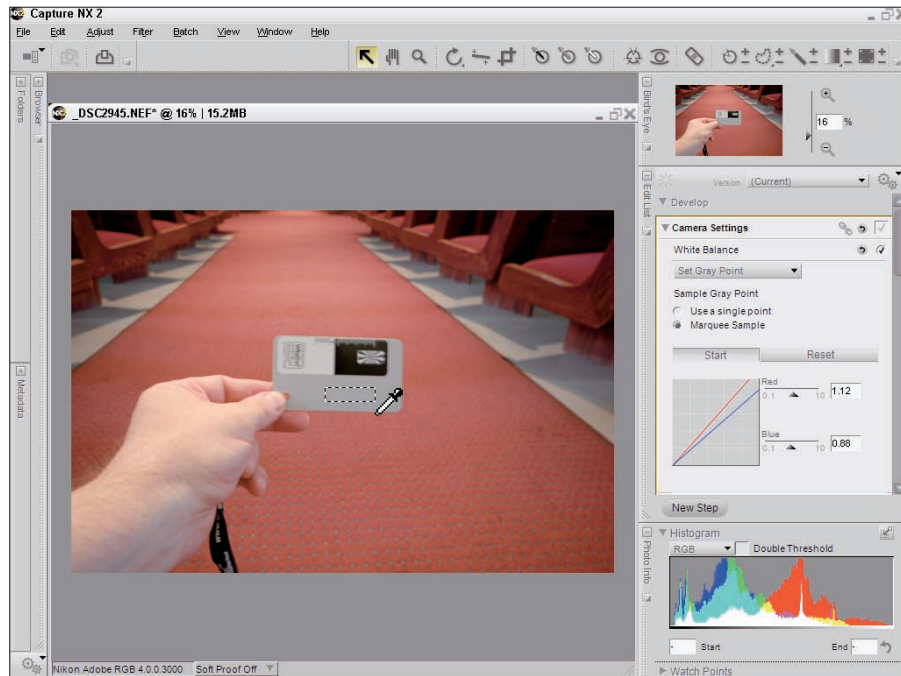 Capture NX 2
File Edit Adjust Filter Batch View Window Help
Folders
Browser
Metadata
_DSC2945.NEF* @ 16% | 15.2MB
Nikon Adobe RGB 4.0.0.3000 Soft Proof Off
Bird's Eye
16 %
Edit List
Version (Current)
Develop
Camera Settings
White Balance
Set Gray Point
Sample Gray Point
Use a single point
Marquee Sample
Start Reset
Red
0.1 10 1.12
Blue
0.1 10 0.88
New Step
Photo Info
Histogram
RGB Double Threshold
Start End
Watch Points